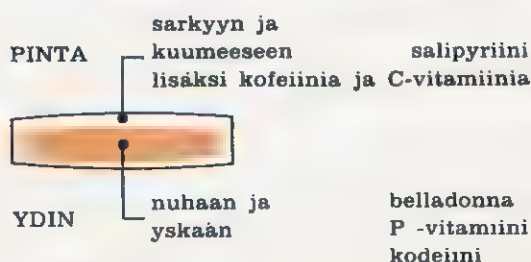 PINTA
sarkyyn ja
kuumeeseen salipyriini
lisäksi kofeiinia ja C-vitamiinia
YDIN
nuhaan ja belladonna
yskään P -vitamiini
kodeiini